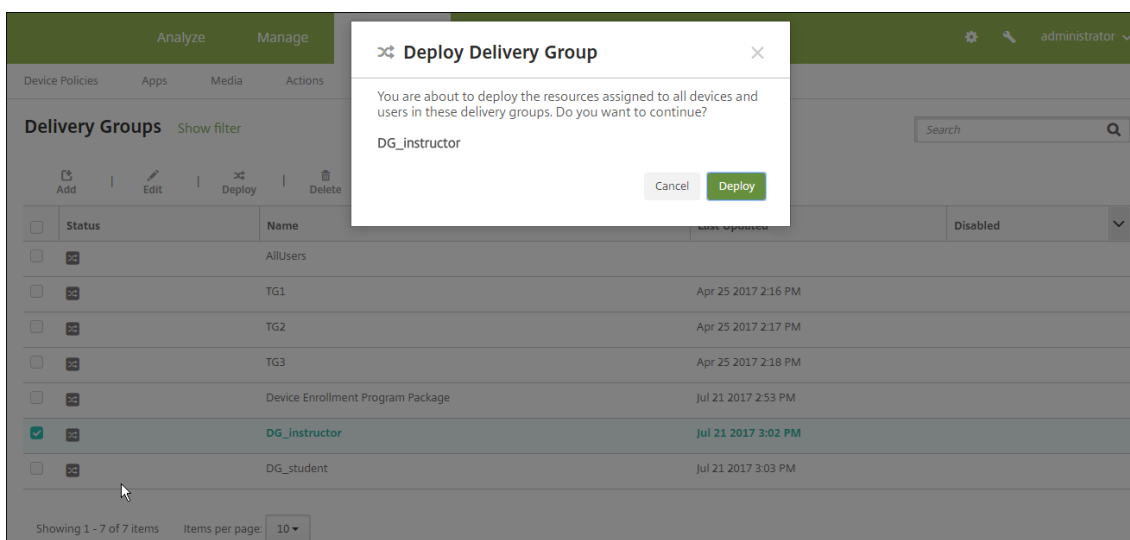 Analyze Manage administrator
Deploy Delivery Group
Device Policies Apps Media Actions
You are about to deploy the resources assigned to all devices and
users in these delivery groups. Do you want to continue?
DG_instructor
Cancel Deploy
Delivery Groups Show filter
Search
Add | Edit | Deploy | Delete
Status Name Last Updated Disabled
AllUsers
TG1 Apr 25 2017 2:16 PM
TG2 Apr 25 2017 2:17 PM
TG3 Apr 25 2017 2:18 PM
Device Enrollment Program Package Jul 21 2017 2:53 PM
DG_instructor Jul 21 2017 3:02 PM
DG_student Jul 21 2017 3:03 PM
Showing 1 - 7 of 7 items Items per page: 10